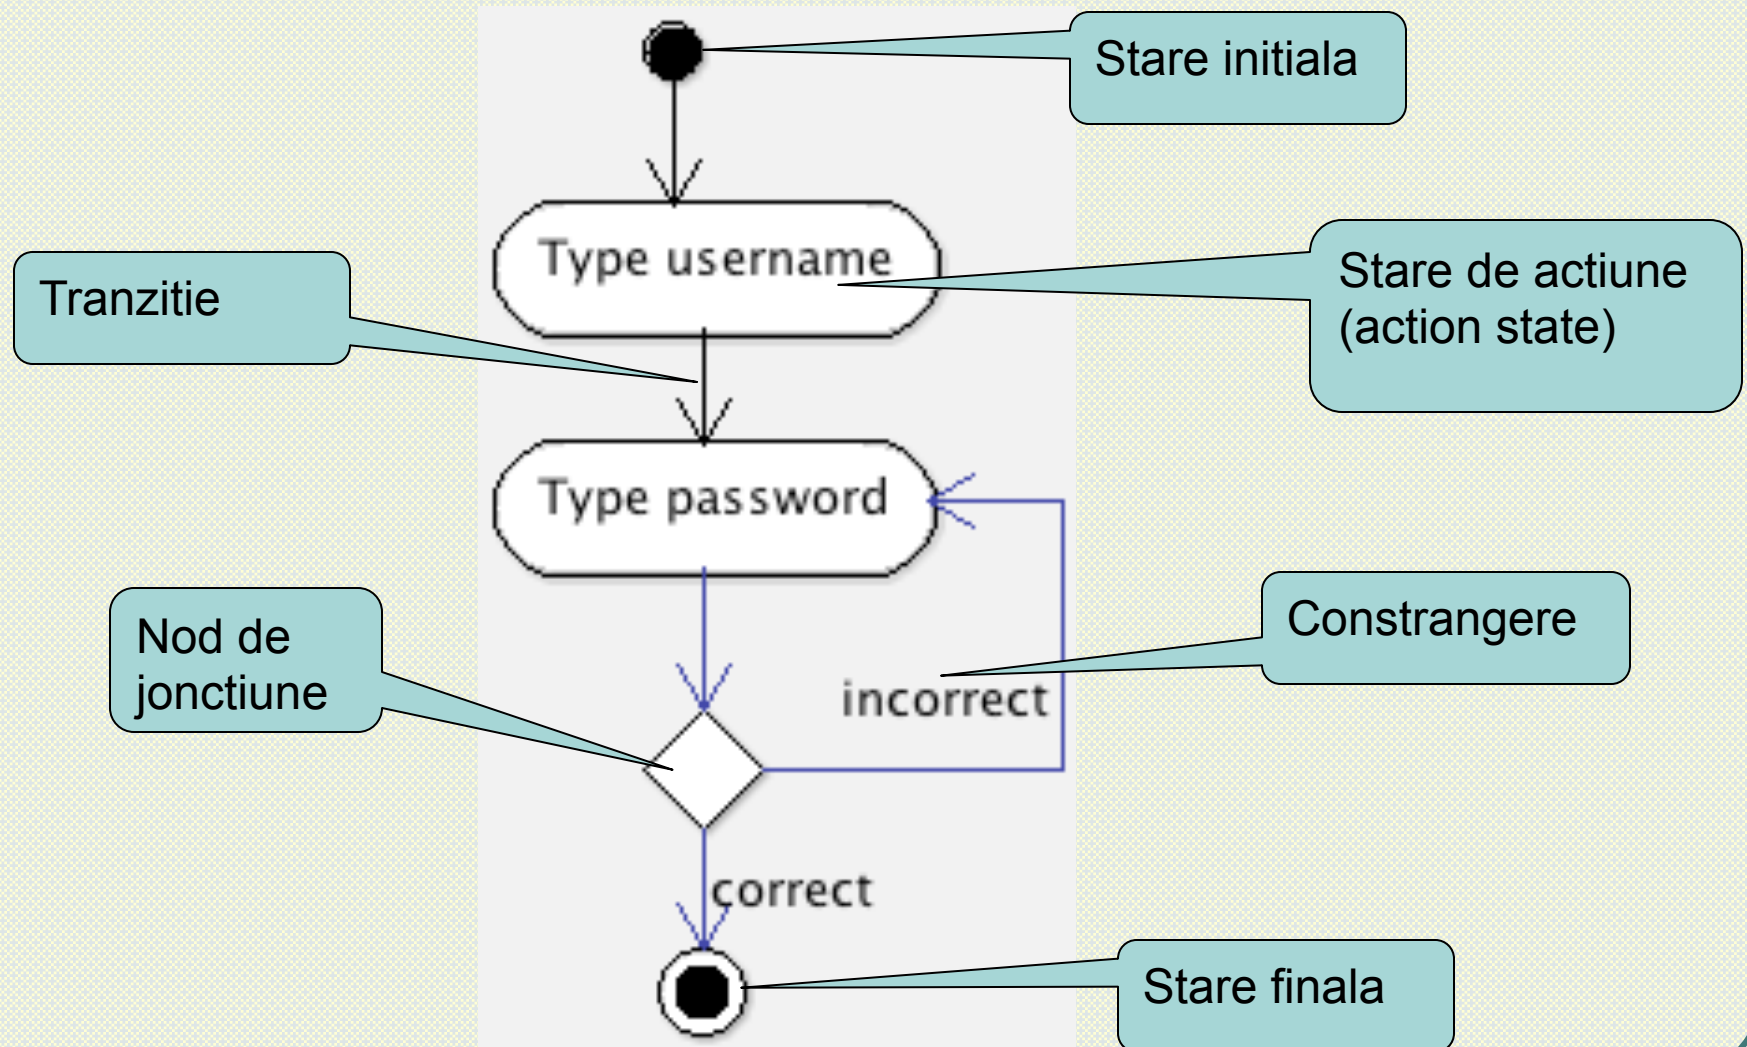 Stare initiala
Type username
Stare de actiune
(action state)
Tranzitie
Type password
Constrangere
Nod de
jonctiune
incorrect
correct
Stare finala